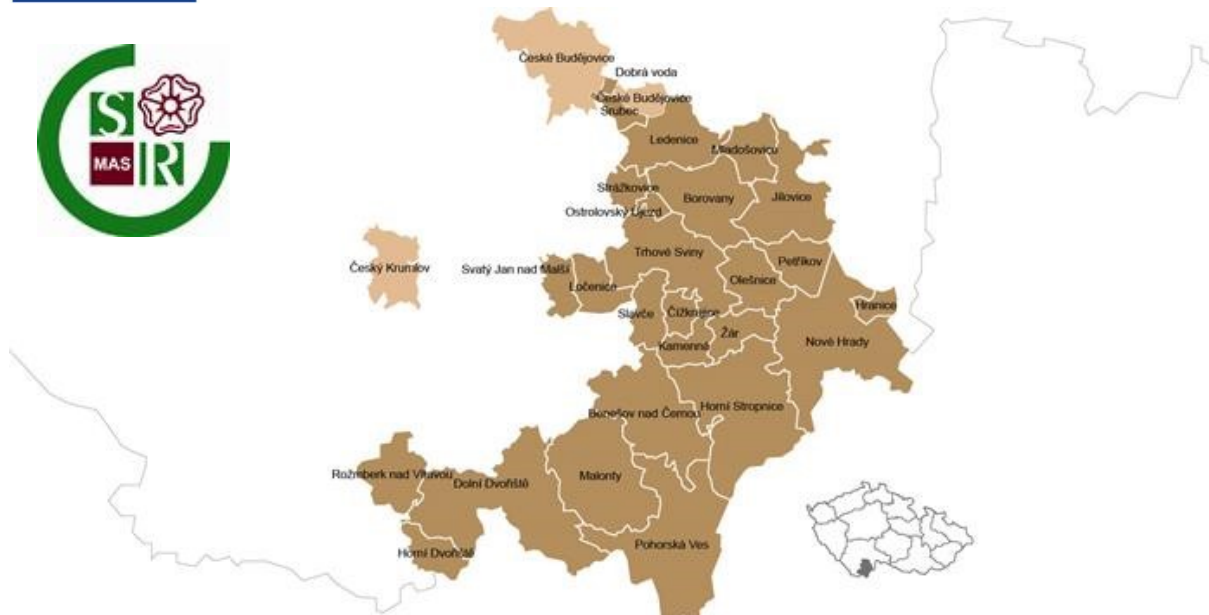 České Budějovice
Dobrá voda
České Budějovice
Srubec
Ledenice
Mladošovice
Strážkovice
Borovany
Jílovice
Ostrolovský Újezd
Trhové Sviny
Petříkov
Český Krumlov
Svatý Jan nad Malší
Olešnice
Ločenice
Hranice
Slavče
Čížkrajice
Žár
Nové Hrady
Kamenná
Horní Stropnice
Benešov nad Černou
Rožmberk nad Vltavou
Dolní Dvořiště
Malonty
Pohorská Ves
Horní Dvořiště
S
MAS
R